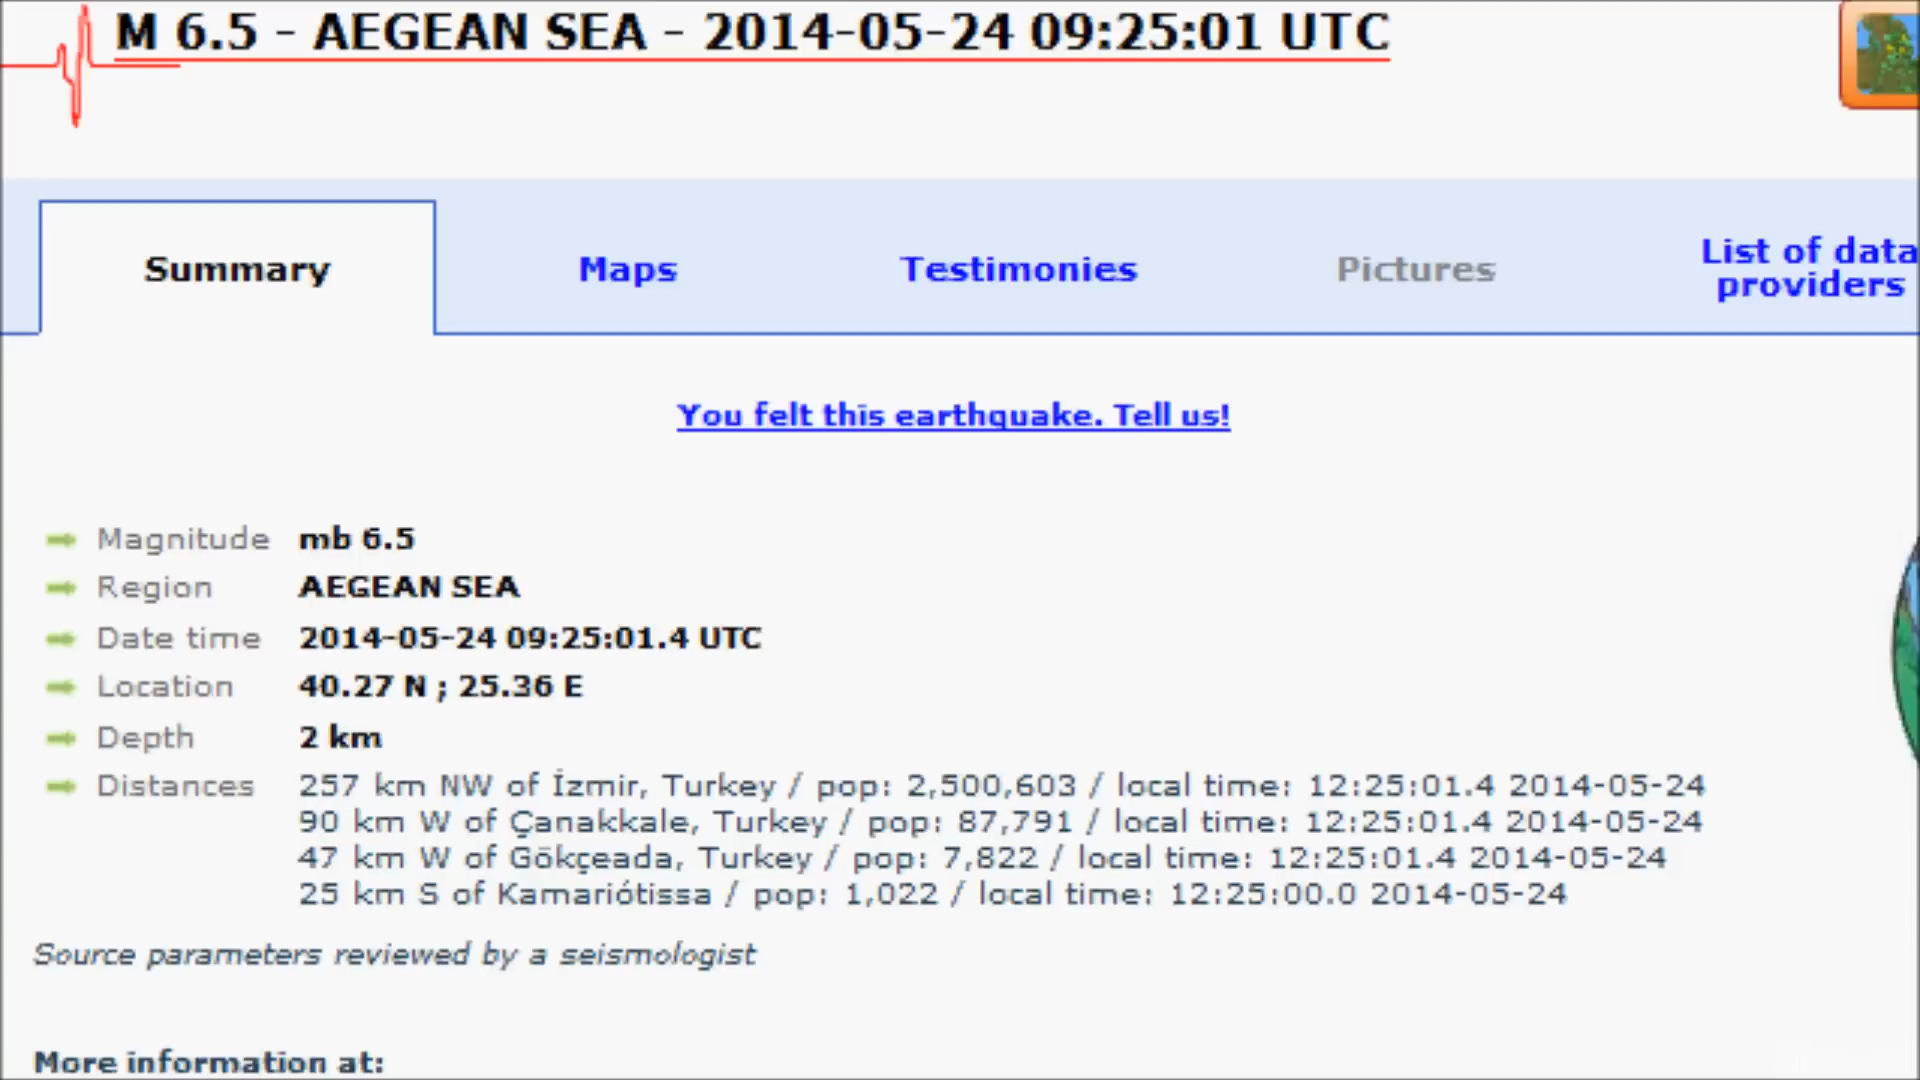 M 6.5 - AEGEAN SEA - 2014-05-24 09:25:01 UTC
Summary
Maps
Testimonies
Pictures
List of data
providers
You felt this earthquake. Tell us!
Magnitude mb 6.5
Region AEGEAN SEA
Date time 2014-05-24 09:25:01.4 UTC
Location 40.27 N ; 25.36 E
Depth 2 km
Distances 257 km NW of İzmir, Turkey / pop: 2,500,603 / local time: 12:25:01.4 2014-05-24
90 km W of Çanakkale, Turkey / pop: 87,791 / local time: 12:25:01.4 2014-05-24
47 km W of Gökçeada, Turkey / pop: 7,822 / local time: 12:25:01.4 2014-05-24
25 km S of Kamariótissa / pop: 1,022 / local time: 12:25:00.0 2014-05-24
Source parameters reviewed by a seismologist
More information at: